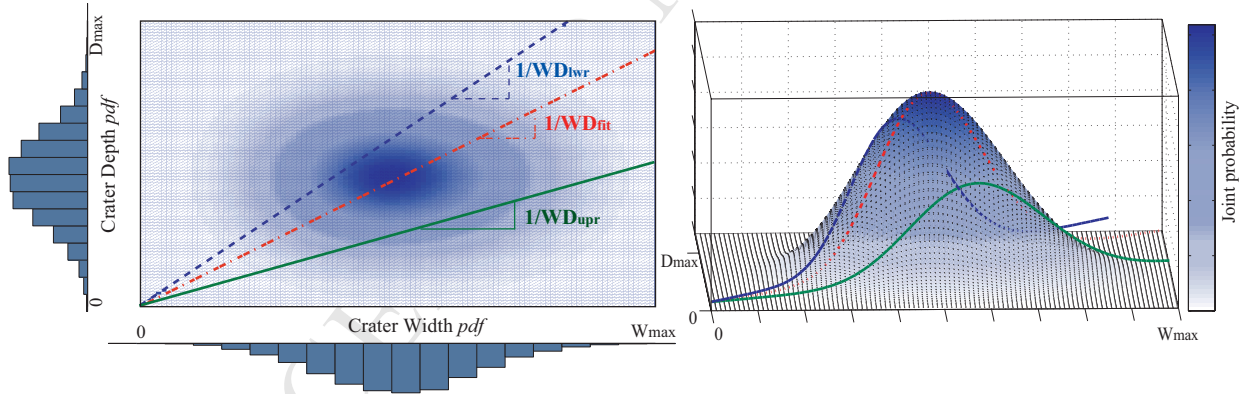 Dmax
Crater Depth pdf
0
1/WDlwr
1/WDfit
1/WDupr
0
Crater Width pdf
Wmax
Dmax
0
0
Wmax
Joint probability